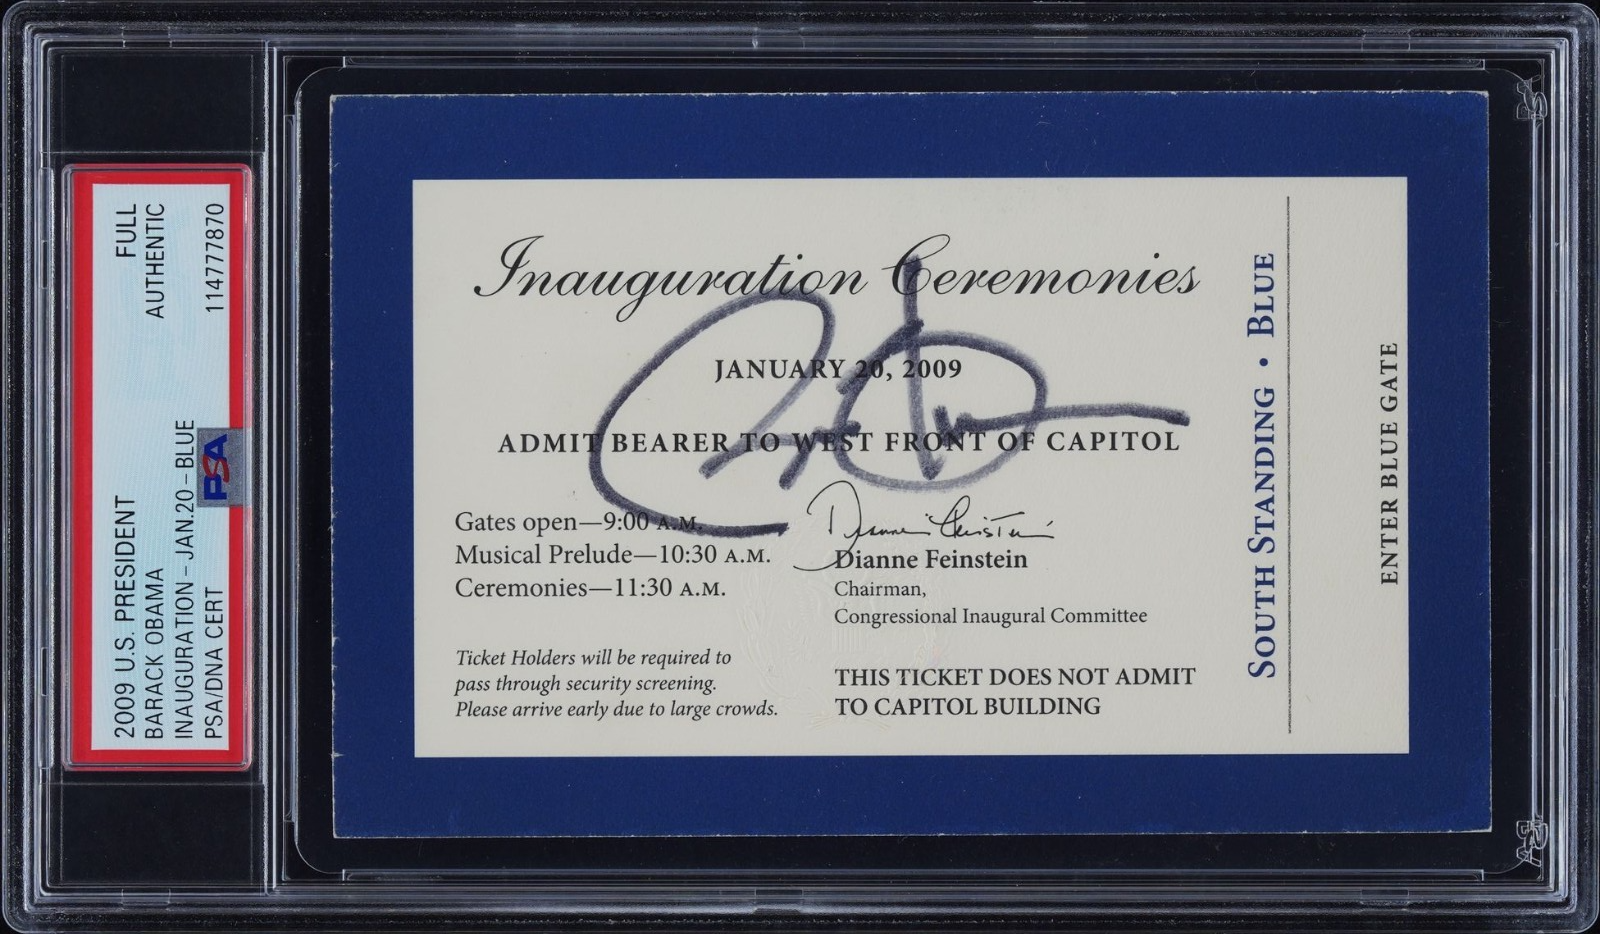 2009 U.S. PRESIDENT
BARACK OBAMA
INAUGURATION - JAN.20 - BLUE
PSA/DNA CERT
FULL
AUTHENTIC
114777870
PSA
Inauguration Ceremonies
JANUARY 20, 2009
ADMIT BEARER TO WEST FRONT OF CAPITOL
Gates open—9:00 A.M.
Musical Prelude—10:30 A.M.
Ceremonies—11:30 A.M.
Ticket Holders will be required to
pass through security screening.
Please arrive early due to large crowds.
Dianne Feinstein
Dianne Feinstein
Chairman,
Congressional Inaugural Committee
THIS TICKET DOES NOT ADMIT
TO CAPITOL BUILDING
SOUTH STANDING • BLUE
ENTER BLUE GATE